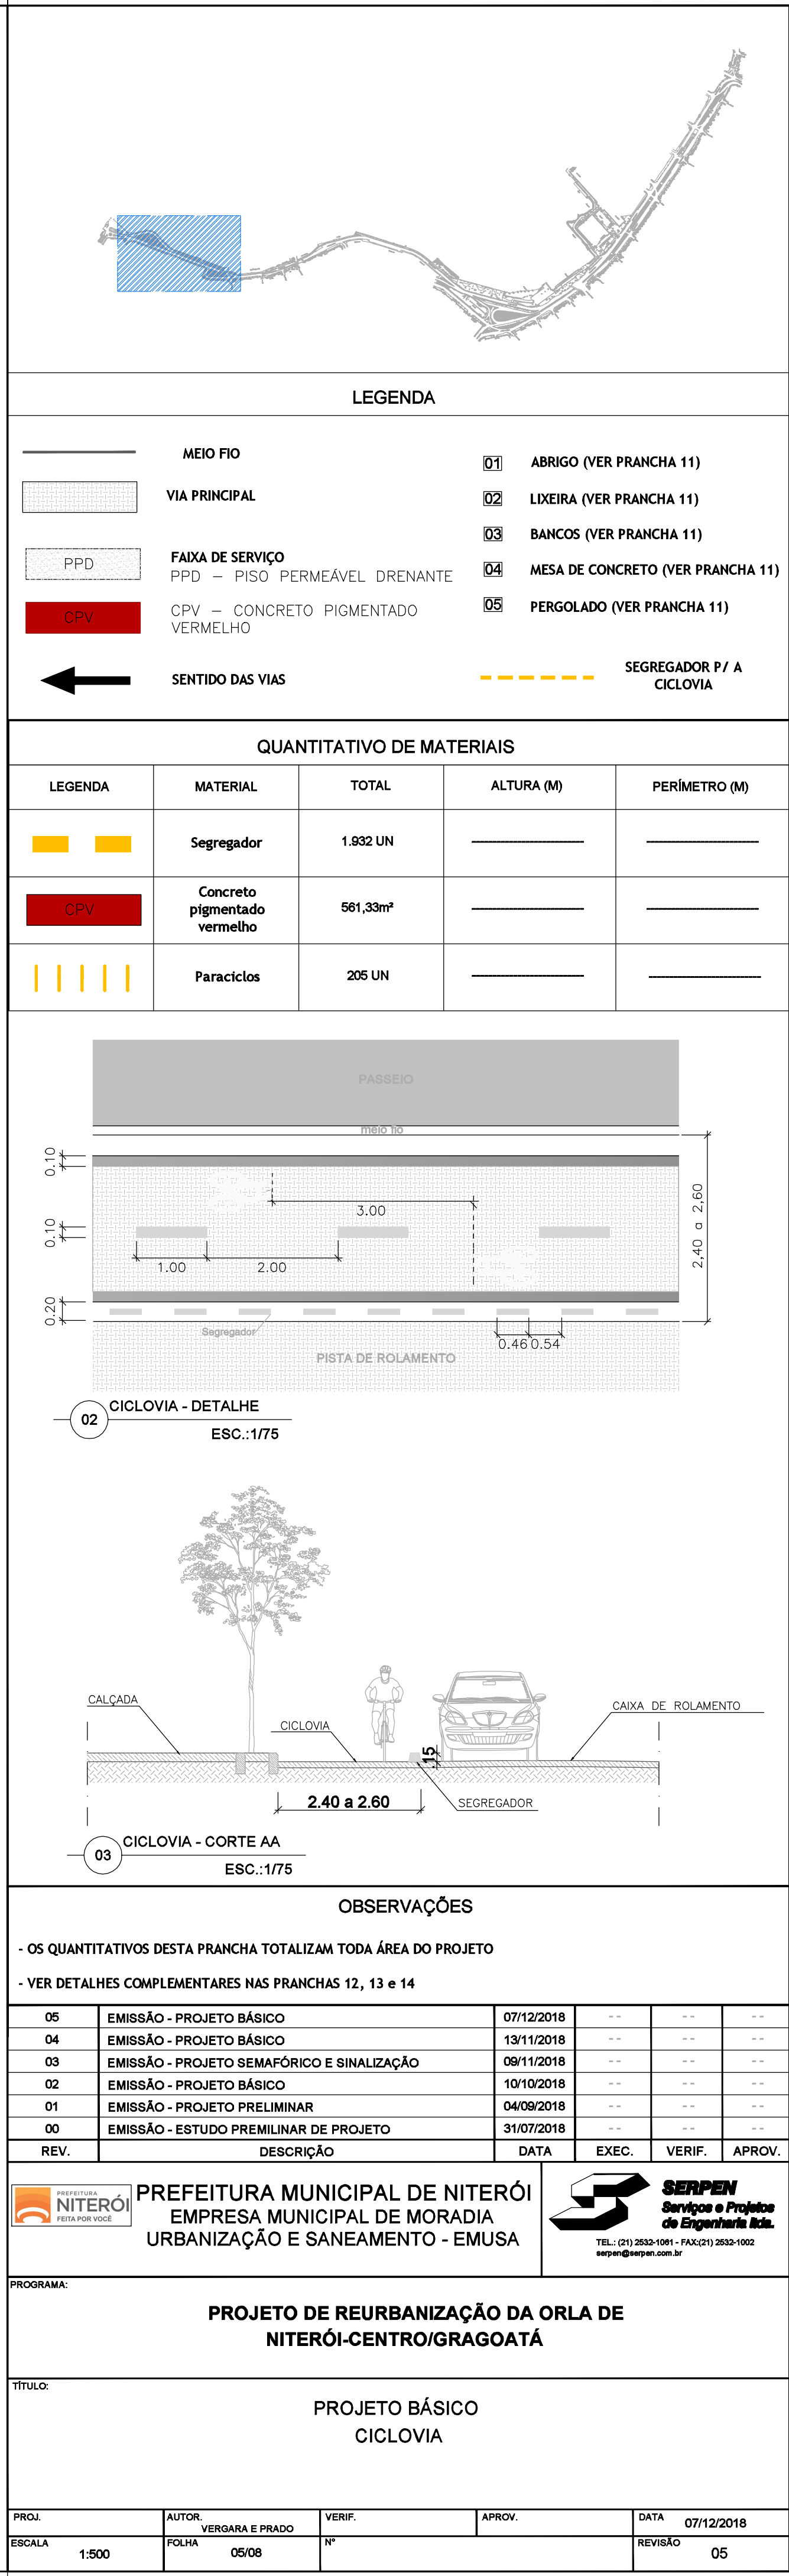 LEGENDA
MEIO FIO
VIA PRINCIPAL
PPD
FAIXA DE SERVIÇO
PPD – PISO PERMEÁVEL DRENANTE
CPV
CPV – CONCRETO PIGMENTADO
VERMELHO
SENTIDO DAS VIAS
01 ABRIGO (VER PRANCHA 11)
02 LIXEIRA (VER PRANCHA 11)
03 BANCOS (VER PRANCHA 11)
04 MESA DE CONCRETO (VER PRANCHA 11)
05 PERGOLADO (VER PRANCHA 11)
SEGREGADOR P/ A
CICLOVIA
QUANTITATIVO DE MATERIAIS
LEGENDA MATERIAL TOTAL ALTURA (M) PERÍMETRO (M)
Segregador 1.932 UN
CPV Concreto
pigmentado
vermelho 561,33m²
Paraciclos 205 UN
PASSEIO
meio fio
0.10
3.00
0.10
1.00 2.00
2,40 a 2,60
0.20
Segregador
0.46 0.54
PISTA DE ROLAMENTO
02 CICLOVIA - DETALHE
ESC.:1/75
CALÇADA
CICLOVIA
CAIXA DE ROLAMENTO
.15
2.40 a 2.60
SEGREGADOR
03 CICLOVIA - CORTE AA
ESC.:1/75
OBSERVAÇÕES
- OS QUANTITATIVOS DESTA PRANCHA TOTALIZAM TODA ÁREA DO PROJETO
- VER DETALHES COMPLEMENTARES NAS PRANCHAS 12, 13 e 14
05 EMISSÃO - PROJETO BÁSICO 07/12/2018 - - - - - -
04 EMISSÃO - PROJETO BÁSICO 13/11/2018 - - - - - -
03 EMISSÃO - PROJETO SEMAFÓRICO E SINALIZAÇÃO 09/11/2018 - - - - - -
02 EMISSÃO - PROJETO BÁSICO 10/10/2018 - - - - - -
01 EMISSÃO - PROJETO PRELIMINAR 04/09/2018 - - - - - -
00 EMISSÃO - ESTUDO PREMILINAR DE PROJETO 31/07/2018 - - - - - -
REV. DESCRIÇÃO DATA EXEC. VERIF. APROV.
PREFEITURA
NITERÓI
FEITA POR VOCÊ
PREFEITURA MUNICIPAL DE NITERÓI
EMPRESA MUNICIPAL DE MORADIA
URBANIZAÇÃO E SANEAMENTO - EMUSA
SERPEN
Serviços e Projetos
de Engenharia ltda.
TEL.: (21) 2532-1061 - FAX:(21) 2532-1002
serpen@serpen.com.br
PROGRAMA:
PROJETO DE REURBANIZAÇÃO DA ORLA DE
NITERÓI-CENTRO/GRAGOATÁ
TÍTULO:
PROJETO BÁSICO
CICLOVIA
PROJ. AUTOR. VERGARA E PRADO VERIF. APROV. DATA 07/12/2018
ESCALA 1:500 FOLHA 05/08 Nº REVISÃO 05